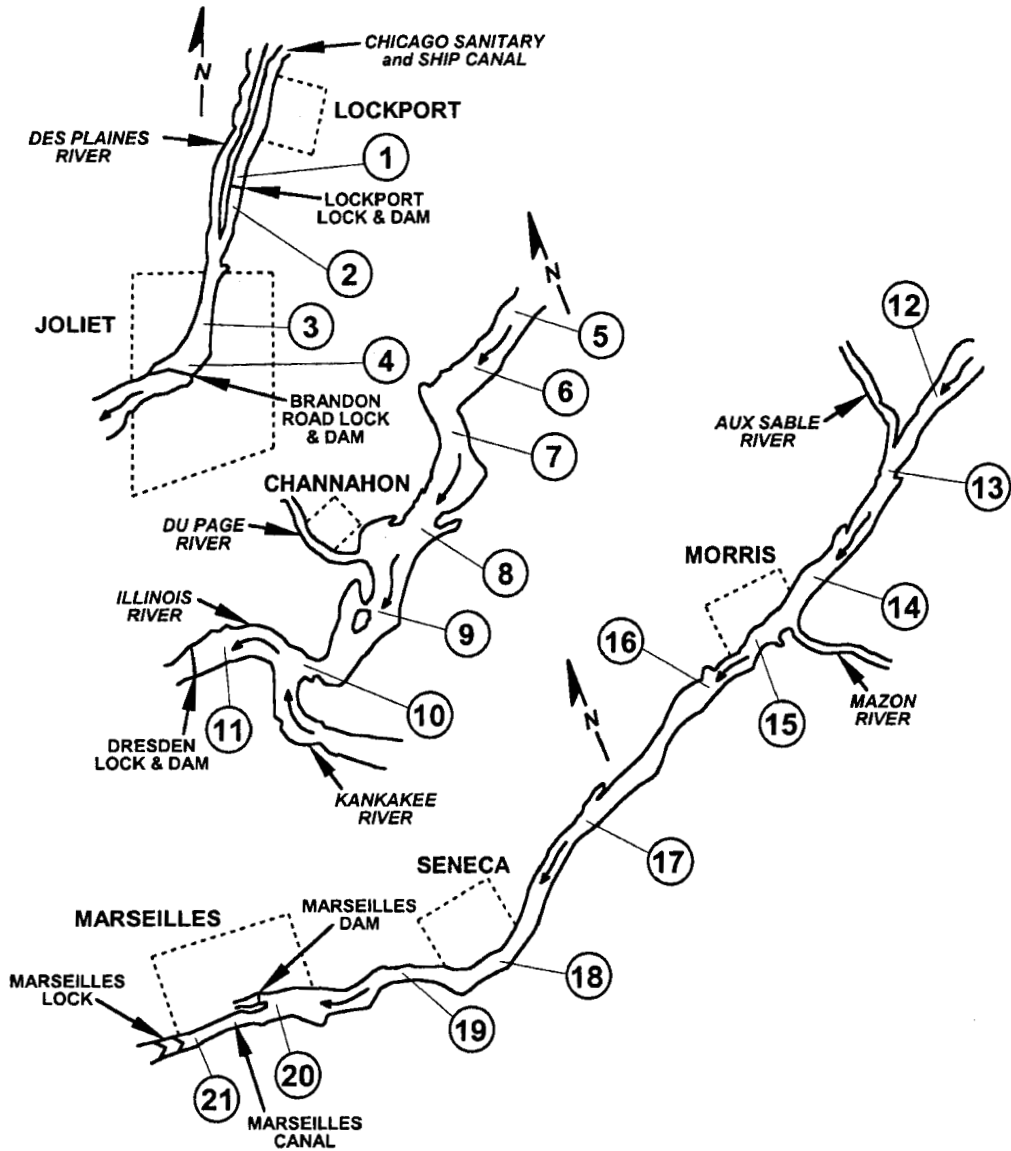 CHICAGO SANITARY
and SHIP CANAL
N
LOCKPORT
DES PLAINES
RIVER
1
LOCKPORT
LOCK & DAM
2
JOLIET
3
4
BRANDON
ROAD LOCK
& DAM
N
5
6
7
CHANNAHON
DU PAGE
RIVER
8
ILLINOIS
RIVER
9
10
11
DRESDEN
LOCK & DAM
KANKAKEE
RIVER
12
AUX SABLE
RIVER
13
MORRIS
14
16
15
MAZON
RIVER
N
17
SENECA
MARSEILLES
MARSEILLES
DAM
MARSEILLES
LOCK
18
19
20
21
MARSEILLES
CANAL